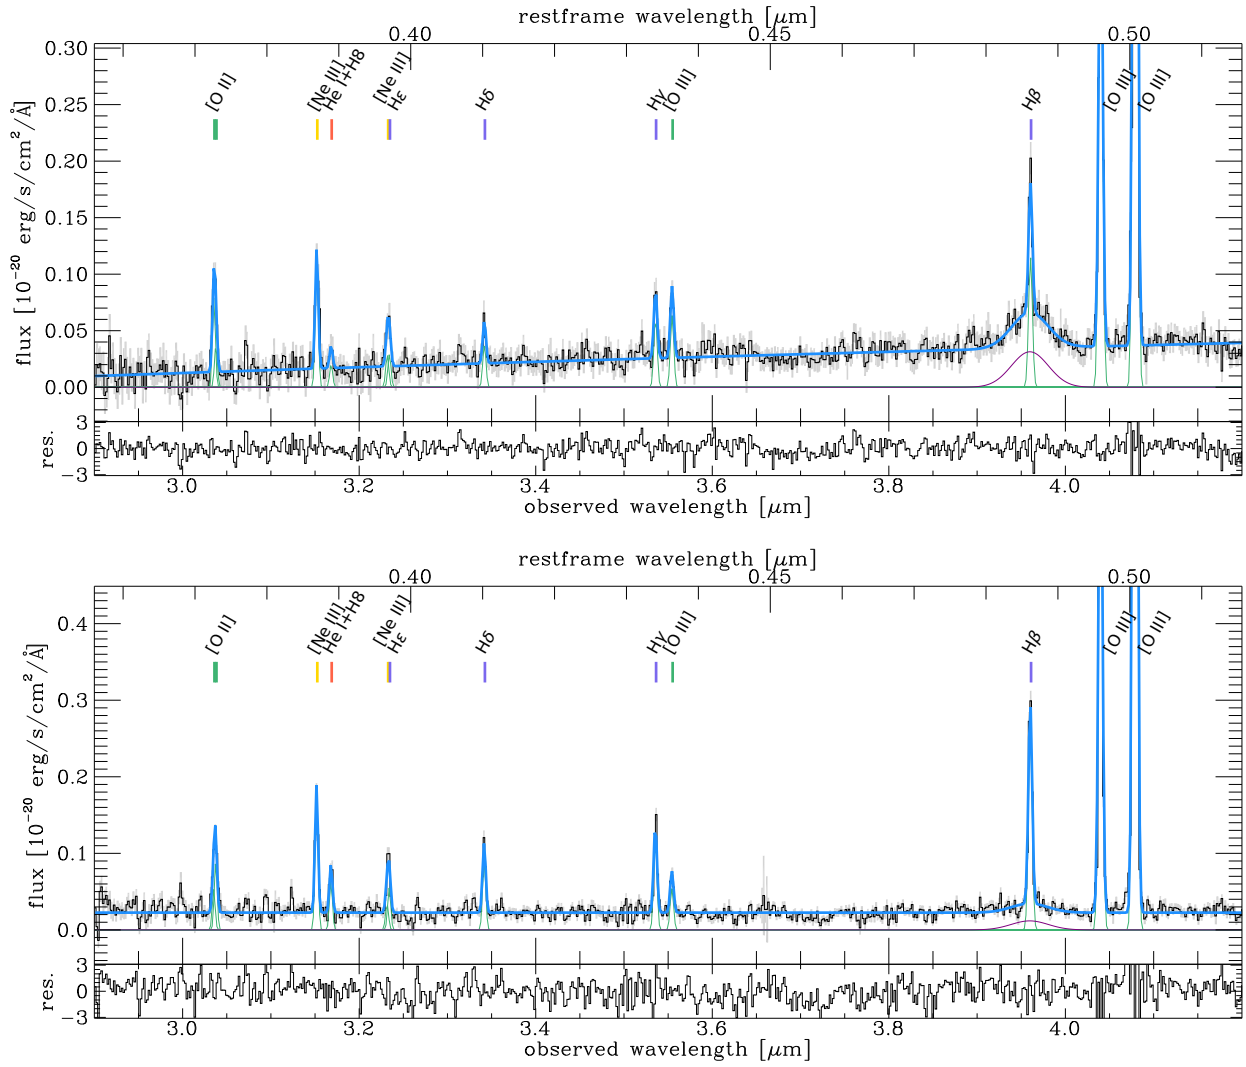 restframe wavelength [μm]
0.40 0.45 0.50
0.30
0.25
0.20
0.15
0.10
0.05
0.00
flux [10⁻²⁰ erg/s/cm²/Å]
[O II]
[Ne III]
He I+H8
[Ne III]
Hε
Hδ
Hγ
[O III]
Hβ
[O III]
[O III]
3
0
−3
res.
3.0 3.2 3.4 3.6 3.8 4.0
observed wavelength [μm]
restframe wavelength [μm]
0.40 0.45 0.50
0.4
0.3
0.2
0.1
0.0
flux [10⁻²⁰ erg/s/cm²/Å]
[O II]
[Ne III]
He I+H8
[Ne III]
Hε
Hδ
Hγ
[O III]
Hβ
[O III]
[O III]
3
0
−3
res.
3.0 3.2 3.4 3.6 3.8 4.0
observed wavelength [μm]